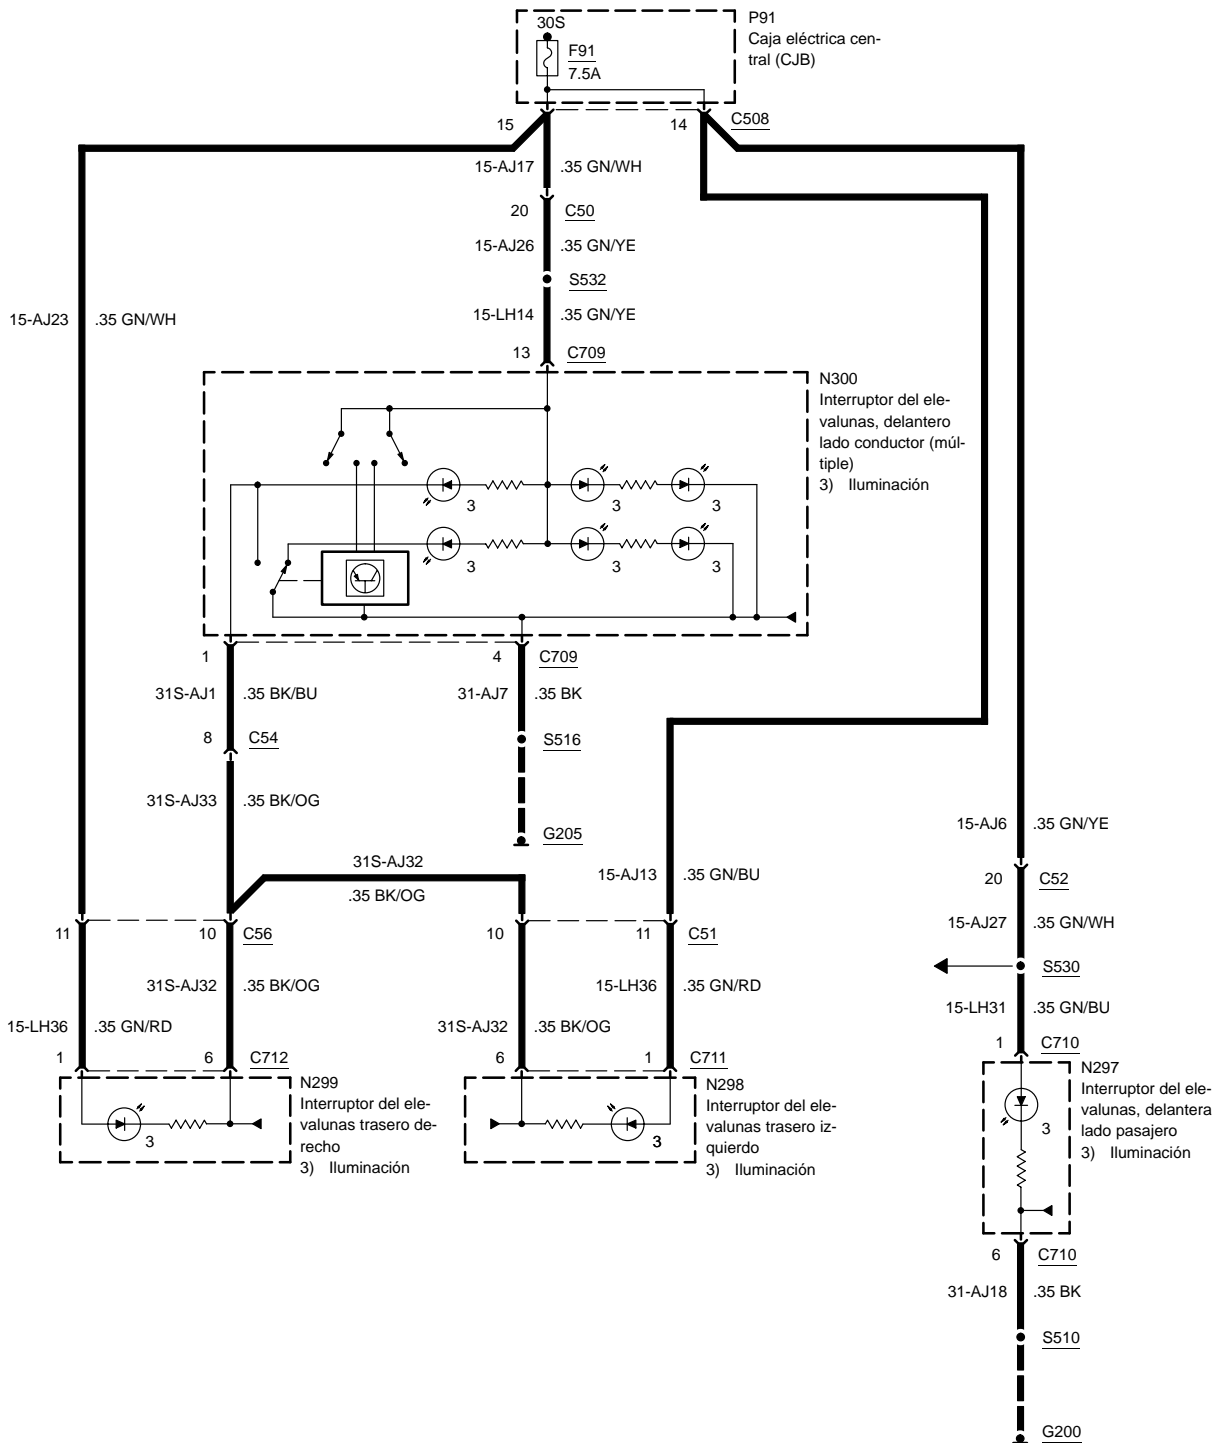 30S
F91
7.5A
P91
Caja eléctrica cen-
tral (CJB)
15
14
C508
15-AJ17
.35 GN/WH
20
C50
15-AJ26
.35 GN/YE
S532
15-AJ23
.35 GN/WH
15-LH14
.35 GN/YE
13
C709
N300
Interruptor del ele-
valunas, delantero
lado conductor (múl-
tiple)
3) Iluminación
3
3
3
3
3
3
1
4
C709
31S-AJ1
.35 BK/BU
31-AJ7
.35 BK
8
C54
S516
31S-AJ33
.35 BK/OG
G205
15-AJ6
.35 GN/YE
31S-AJ32
.35 BK/OG
15-AJ13
.35 GN/BU
20
C52
11
10
C56
10
11
C51
15-AJ27
.35 GN/WH
S530
31S-AJ32
.35 BK/OG
15-LH36
.35 GN/RD
15-LH31
.35 GN/BU
15-LH36
.35 GN/RD
31S-AJ32
.35 BK/OG
1
6
C712
6
1
C711
1
C710
N299
Interruptor del ele-
valunas trasero de-
recho
3) Iluminación
3
N298
Interruptor del ele-
valunas trasero iz-
quierdo
3) Iluminación
3
N297
Interruptor del ele-
valunas, delantera
lado pasajero
3) Iluminación
3
6
C710
31-AJ18
.35 BK
S510
G200